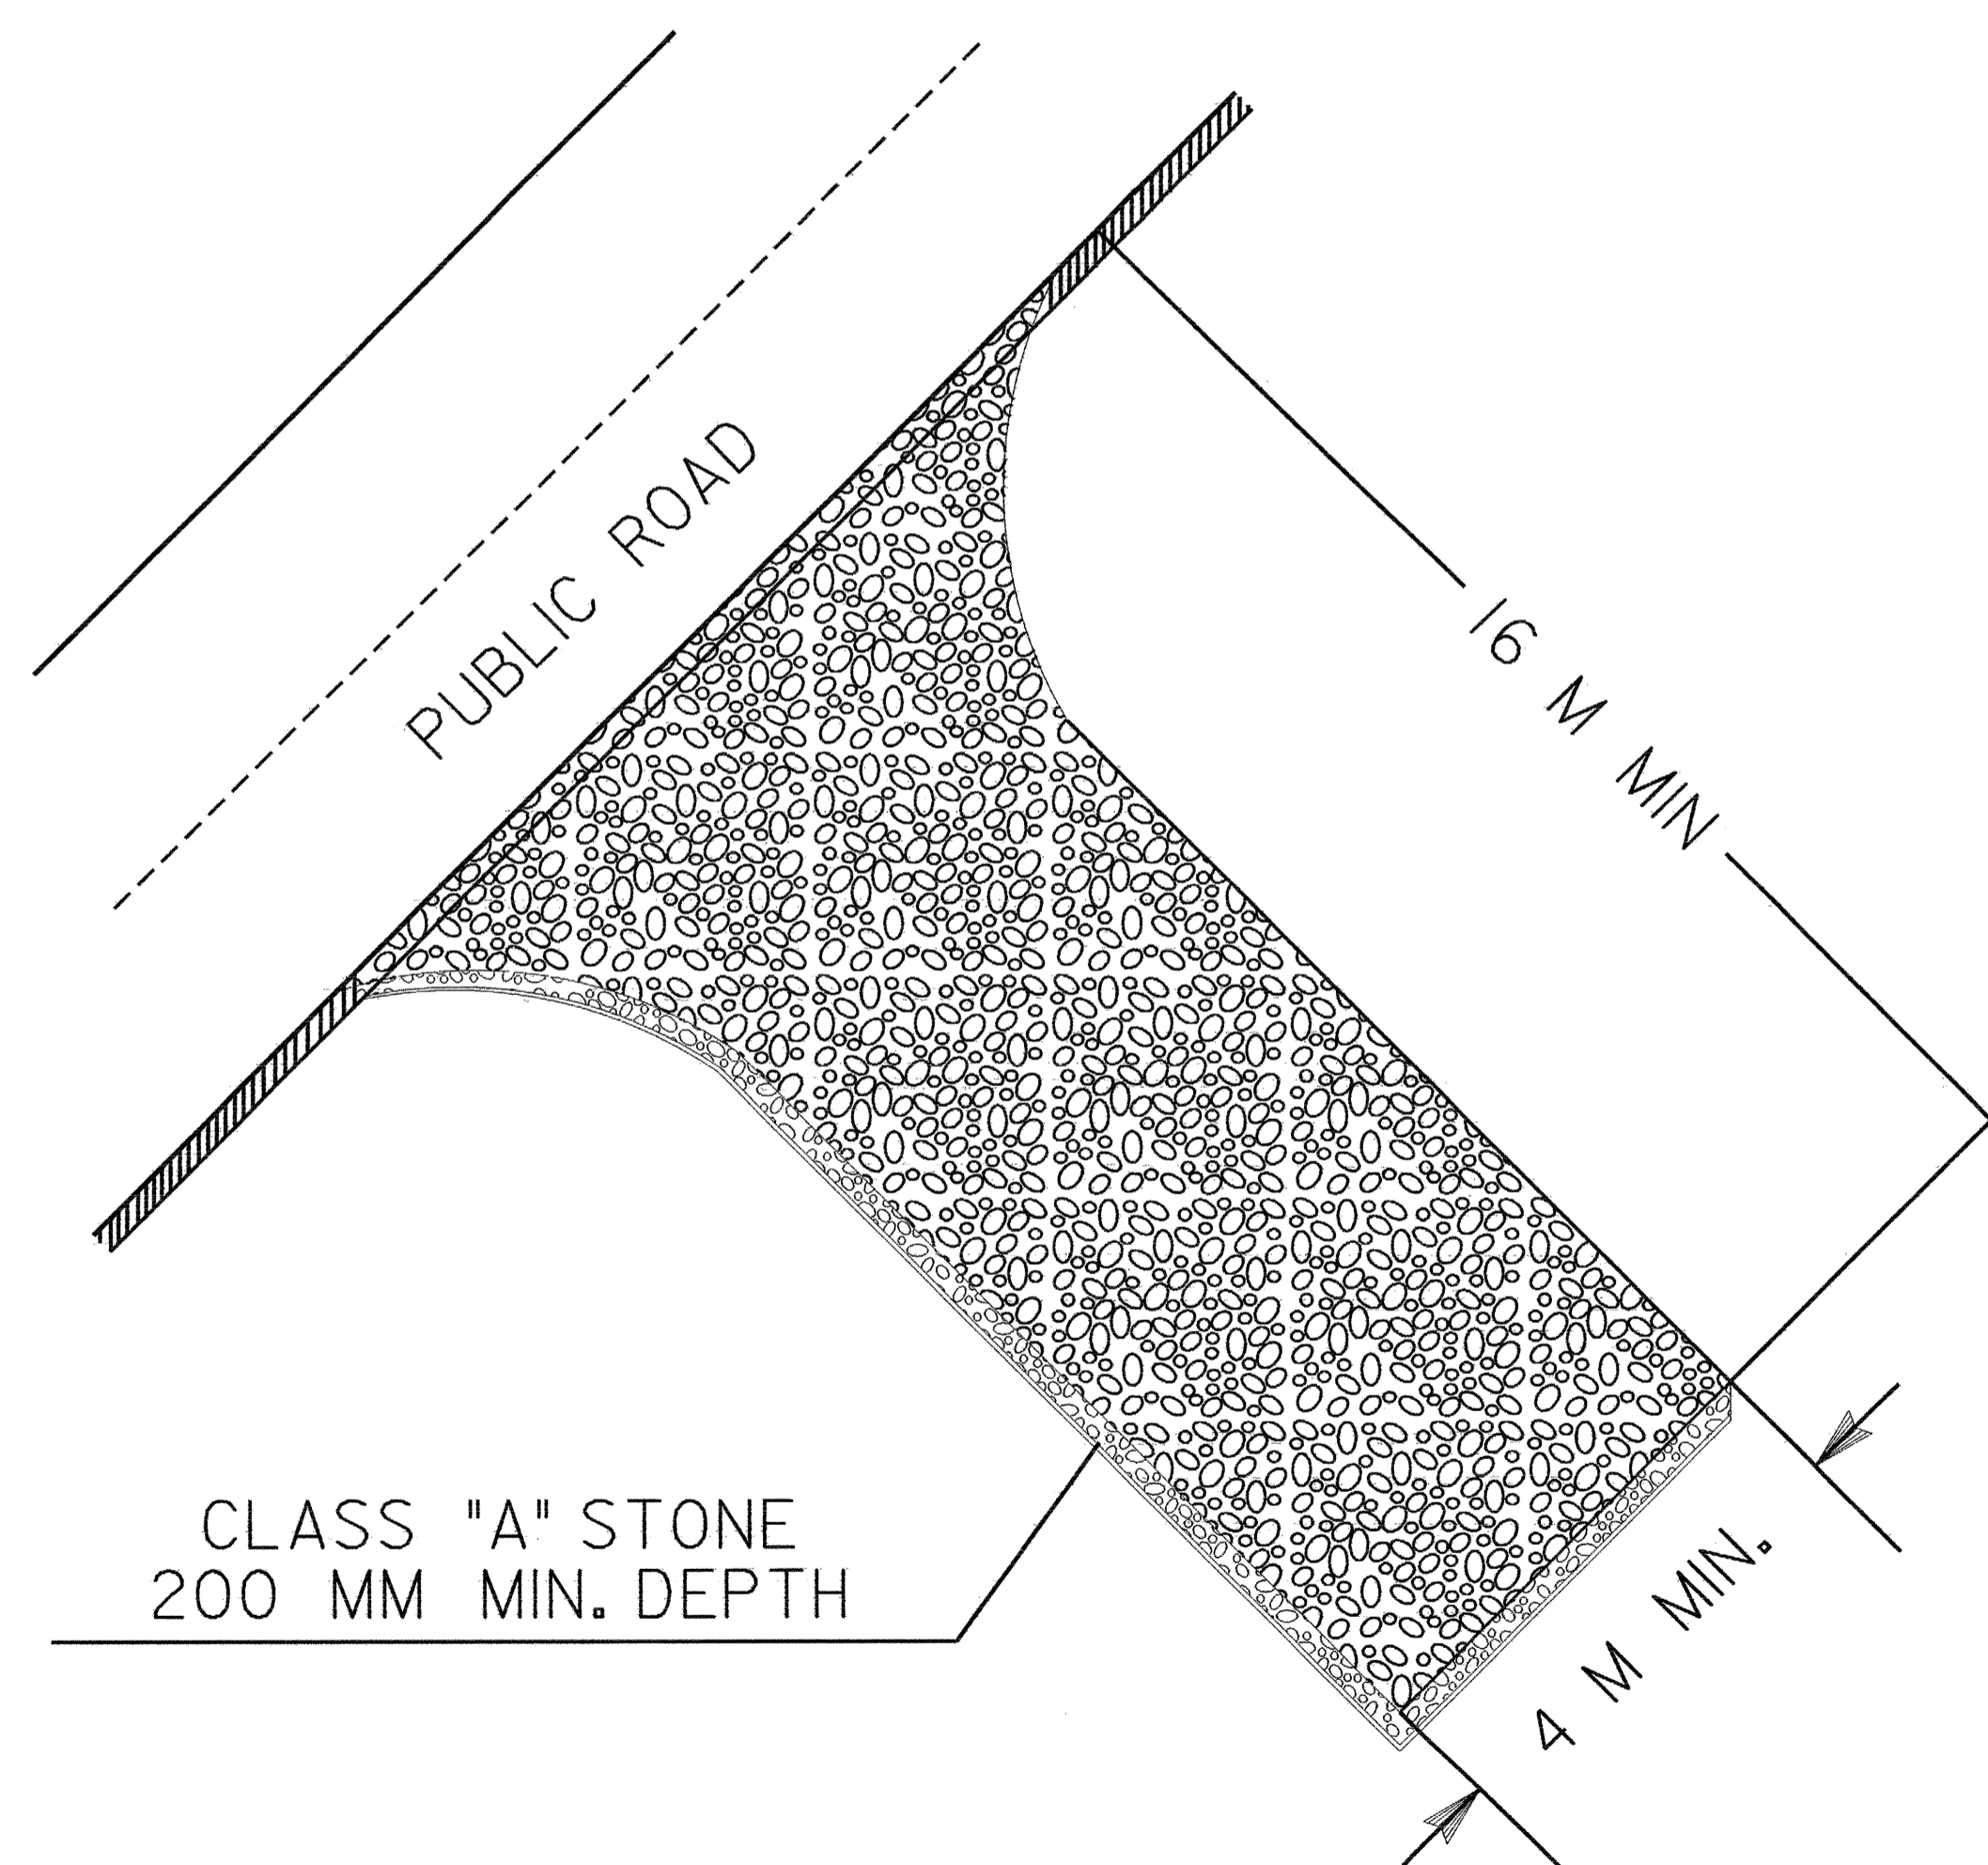 PUBLIC ROAD
16 M MIN
CLASS "A" STONE
200 MM MIN. DEPTH
4 M MIN.